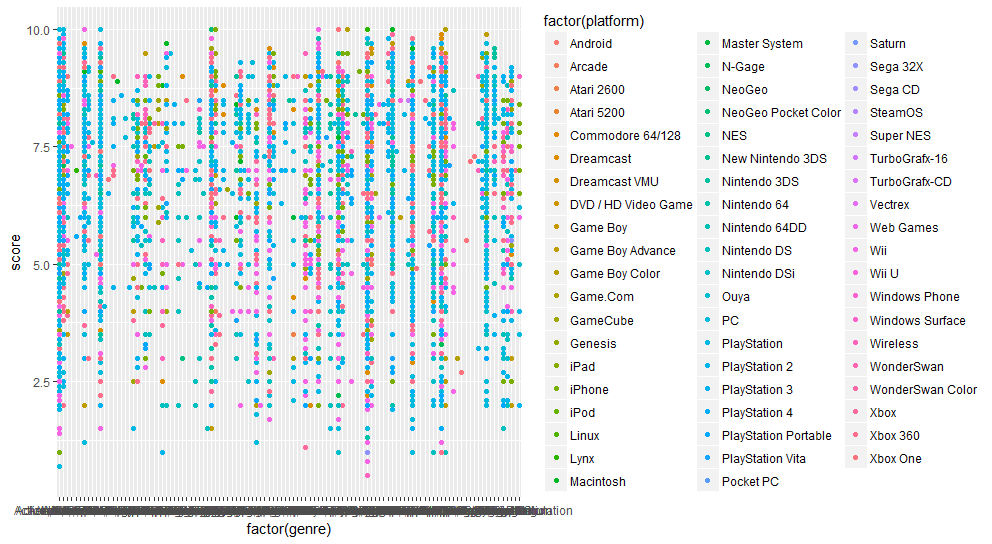 factor(platform)
Android
Arcade
Atari 2600
Atari 5200
Commodore 64/128
Dreamcast
Dreamcast VMU
DVD / HD Video Game
Game Boy
Game Boy Advance
Game Boy Color
Game.Com
GameCube
Genesis
iPad
iPhone
iPod
Linux
Lynx
Macintosh
Master System
N-Gage
NeoGeo
NeoGeo Pocket Color
NES
New Nintendo 3DS
Nintendo 3DS
Nintendo 64
Nintendo 64DD
Nintendo DS
Nintendo DSi
Ouya
PC
PlayStation
PlayStation 2
PlayStation 3
PlayStation 4
PlayStation Portable
PlayStation Vita
Pocket PC
Saturn
Sega 32X
Sega CD
SteamOS
Super NES
TurboGrafx-16
TurboGrafx-CD
Vectrex
Web Games
Wii
Wii U
Windows Phone
Windows Surface
Wireless
WonderSwan
WonderSwan Color
Xbox
Xbox 360
Xbox One
10.0
7.5
5.0
2.5
score
factor(genre)